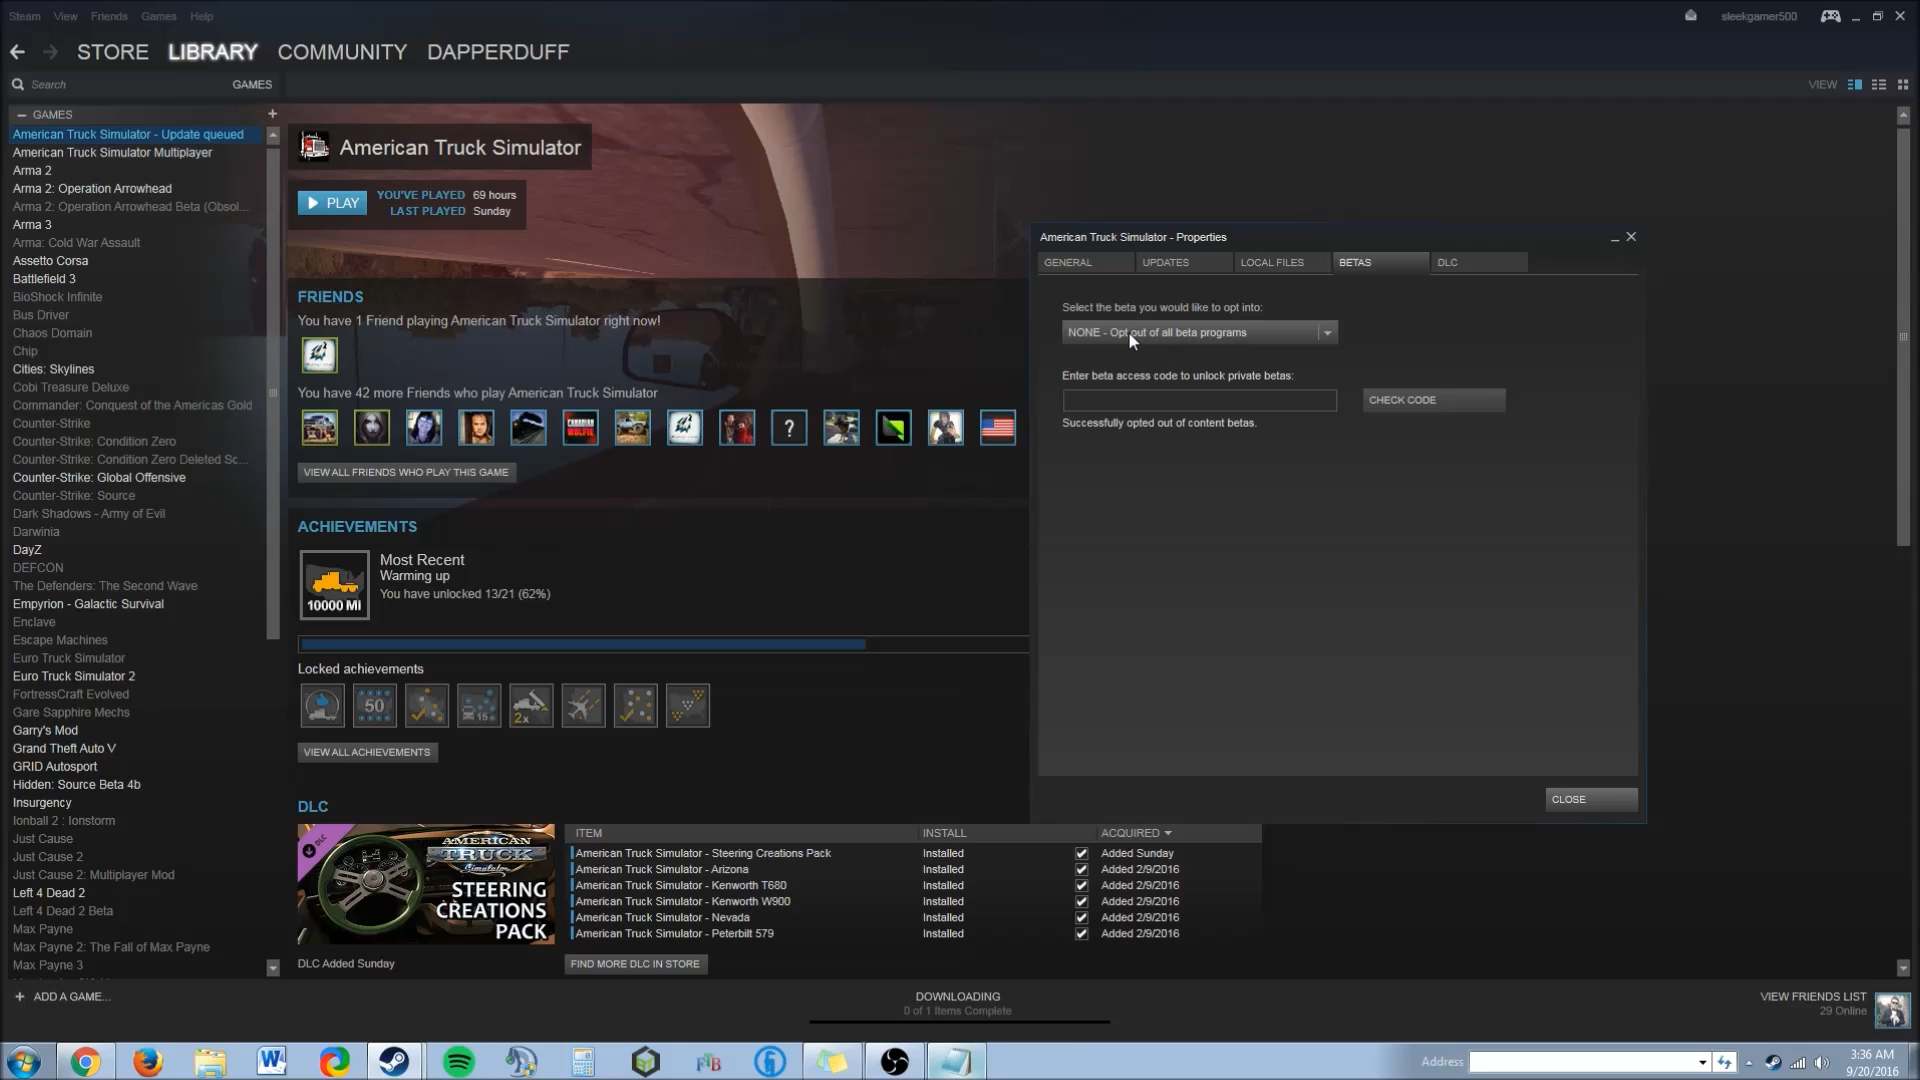 Steam View Friends Games Help
sleekgamer500
STORE LIBRARY COMMUNITY DAPPERDUFF
Search GAMES
VIEW
GAMES
American Truck Simulator - Update queued
American Truck Simulator Multiplayer
Arma 2
Arma 2: Operation Arrowhead
Arma 2: Operation Arrowhead Beta (Obsol...
Arma 3
Arma: Cold War Assault
Assetto Corsa
Battlefield 3
BioShock Infinite
Bus Driver
Chaos Domain
Chip
Cities: Skylines
Cobi Treasure Deluxe
Commander: Conquest of the Americas Gold
Counter-Strike
Counter-Strike: Condition Zero
Counter-Strike: Condition Zero Deleted Sc...
Counter-Strike: Global Offensive
Counter-Strike: Source
Dark Shadows - Army of Evil
Darwinia
DayZ
DEFCON
The Defenders: The Second Wave
Empyrion - Galactic Survival
Enclave
Escape Machines
Euro Truck Simulator
Euro Truck Simulator 2
FortressCraft Evolved
Gare Sapphire Mechs
Garry's Mod
Grand Theft Auto V
GRID Autosport
Hidden: Source Beta 4b
Insurgency
Ionball 2 : Ionstorm
Just Cause
Just Cause 2
Just Cause 2: Multiplayer Mod
Left 4 Dead 2
Left 4 Dead 2 Beta
Max Payne
Max Payne 2: The Fall of Max Payne
Max Payne 3
+ ADD A GAME...
American Truck Simulator
PLAY
YOU'VE PLAYED 69 hours
LAST PLAYED Sunday
FRIENDS
You have 1 Friend playing American Truck Simulator right now!
You have 42 more Friends who play American Truck Simulator
CANADIAN
?
VIEW ALL FRIENDS WHO PLAY THIS GAME
ACHIEVEMENTS
10000 MI
Most Recent
Warming up
You have unlocked 13/21 (62%)
Locked achievements
50
15
2x
VIEW ALL ACHIEVEMENTS
DLC
DLC
AMERICAN
TRUCK
Simulator
STEERING
CREATIONS
PACK
DLC Added Sunday
ITEM INSTALL ACQUIRED
American Truck Simulator - Steering Creations Pack Installed Added Sunday
American Truck Simulator - Arizona Installed Added 2/9/2016
American Truck Simulator - Kenworth T680 Installed Added 2/9/2016
American Truck Simulator - Kenworth W900 Installed Added 2/9/2016
American Truck Simulator - Nevada Installed Added 2/9/2016
American Truck Simulator - Peterbilt 579 Installed Added 2/9/2016
FIND MORE DLC IN STORE
American Truck Simulator - Properties
GENERAL UPDATES LOCAL FILES BETAS DLC
Select the beta you would like to opt into:
NONE - Opt out of all beta programs
Enter beta access code to unlock private betas:
CHECK CODE
Successfully opted out of content betas.
CLOSE
DOWNLOADING
0 of 1 Items Complete
VIEW FRIENDS LIST
29 Online
W
FTB
Address
3:36 AM
9/20/2016